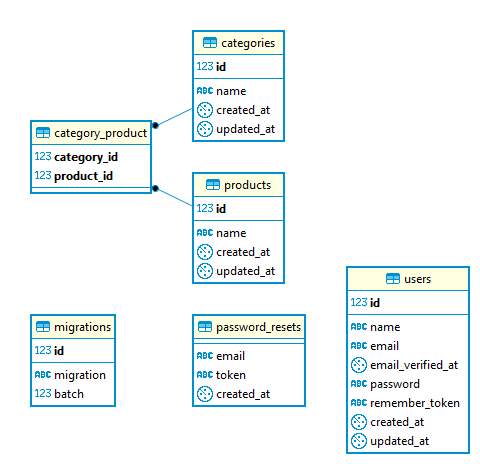 categories
123 id
ABC name
created_at
updated_at
category_product
123 category_id
123 product_id
products
123 id
ABC name
created_at
updated_at
users
123 id
ABC name
ABC email
email_verified_at
ABC password
ABC remember_token
created_at
updated_at
migrations
123 id
ABC migration
123 batch
password_resets
ABC email
ABC token
created_at